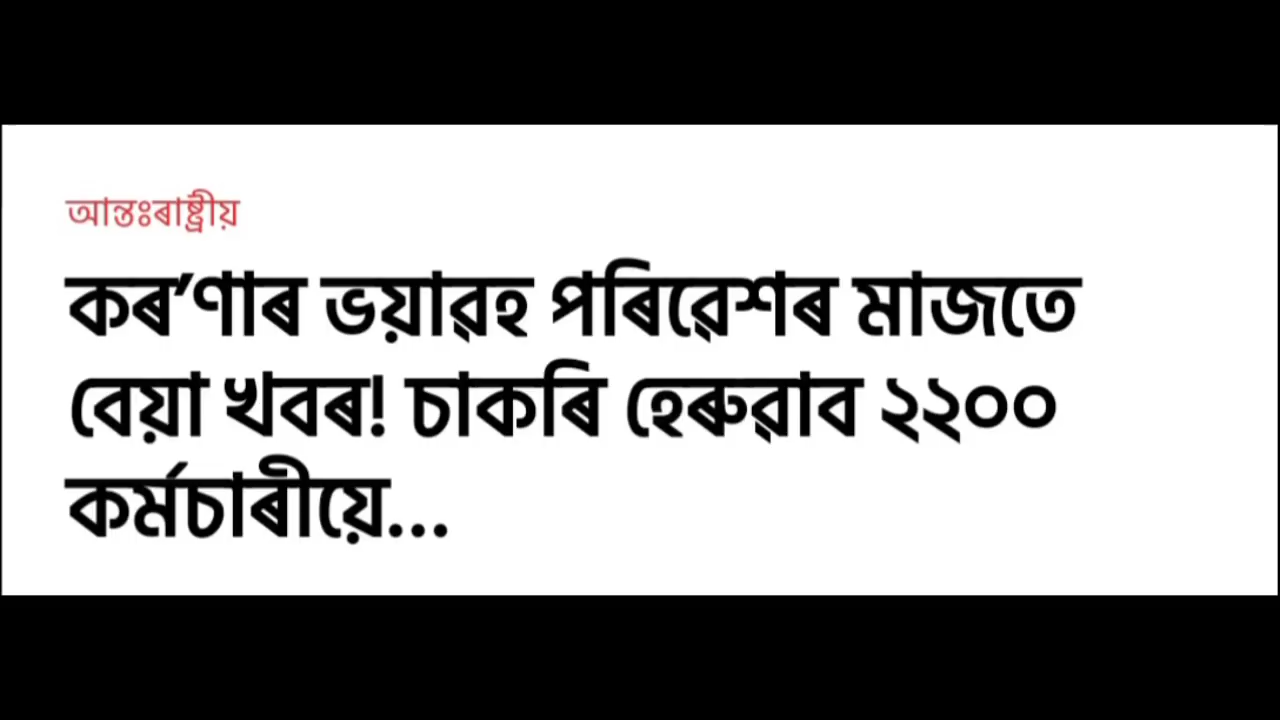 আন্তঃৰাষ্ট্ৰীয়
কৰ’ণাৰ ভয়াৱহ পৰিৱেশৰ মাজতে
বেয়া খবৰ! চাকৰি হেৰুৱাব ২২০০
কৰ্মচাৰীয়ে...